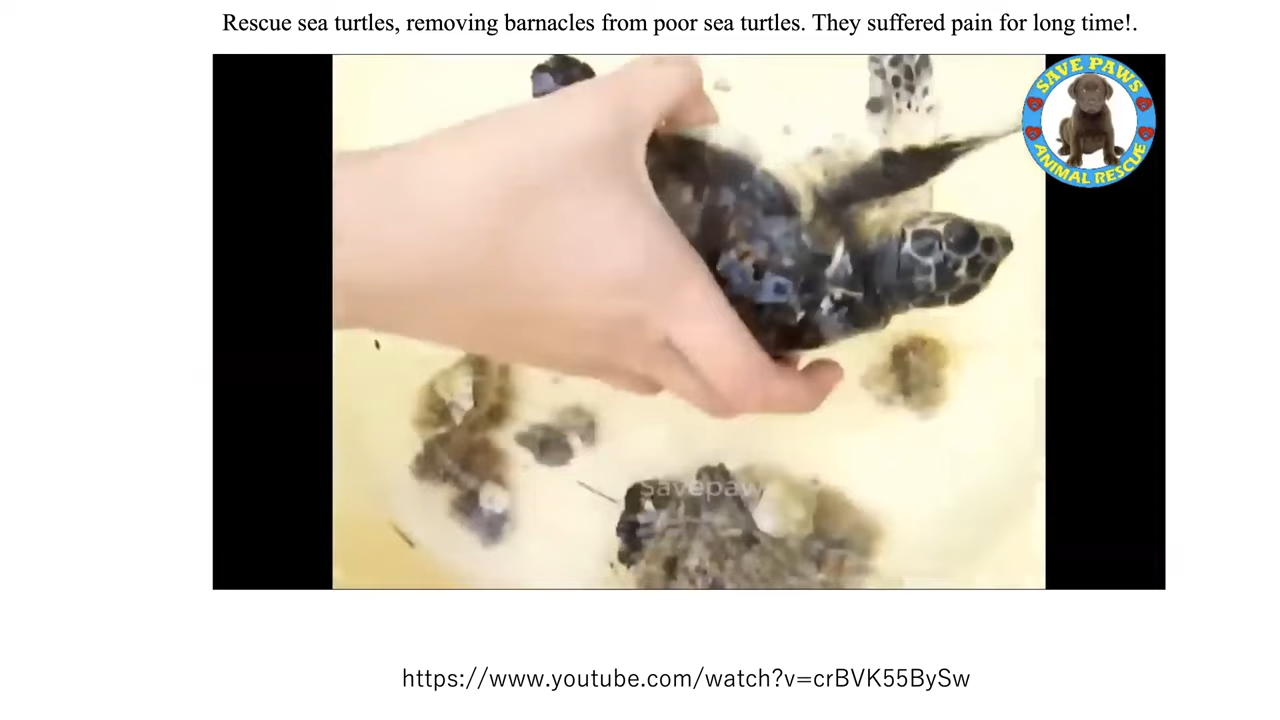 Rescue sea turtles, removing barnacles from poor sea turtles. They suffered pain for long time!.
SAVE PAWS
ANIMAL RESCUE
savepaw
https://www.youtube.com/watch?v=crBVK55BySw